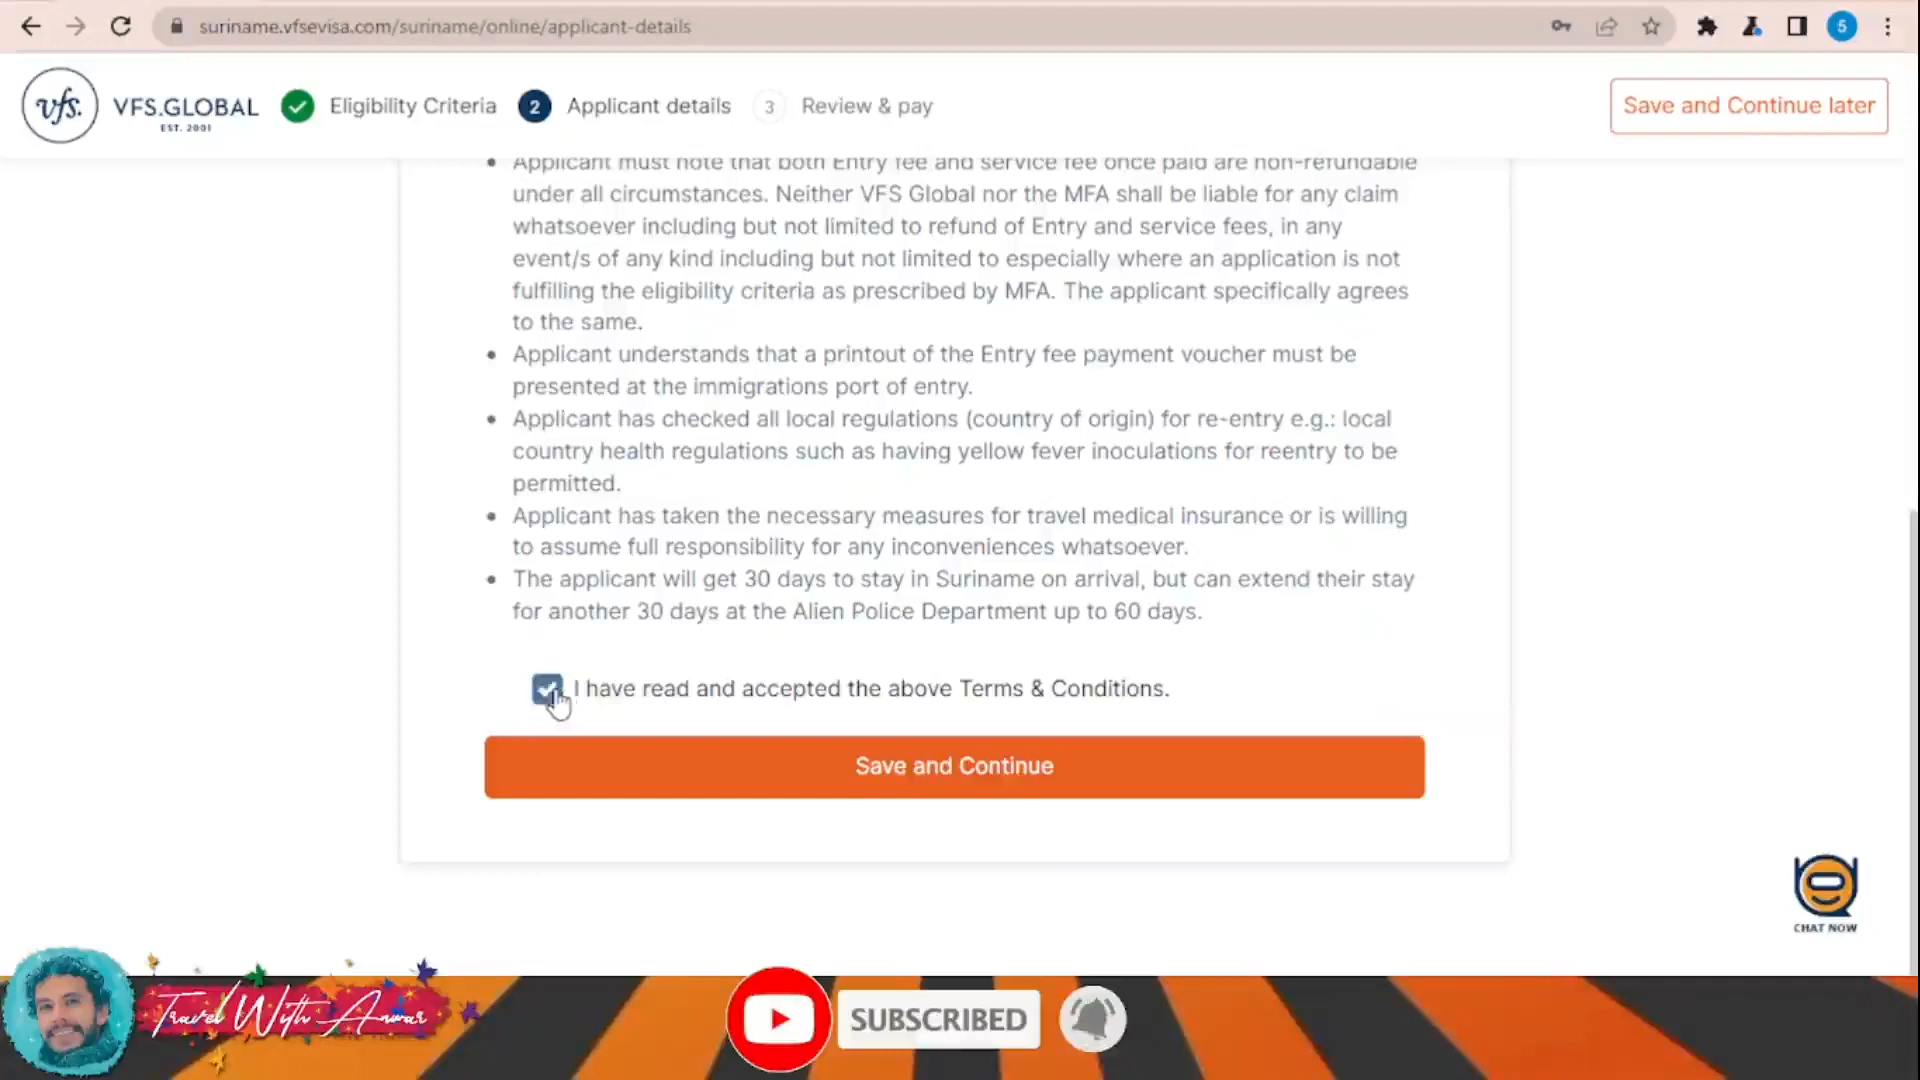 suriname.vfsevisa.com/suriname/online/applicant-details
5
vfs. VFS.GLOBAL
EST. 2001
Eligibility Criteria
2 Applicant details
3 Review & pay
Save and Continue later
Applicant must note that both Entry fee and service fee once paid are non-refundable
under all circumstances. Neither VFS Global nor the MFA shall be liable for any claim
whatsoever including but not limited to refund of Entry and service fees, in any
event/s of any kind including but not limited to especially where an application is not
fulfilling the eligibility criteria as prescribed by MFA. The applicant specifically agrees
to the same.
Applicant understands that a printout of the Entry fee payment voucher must be
presented at the immigrations port of entry.
Applicant has checked all local regulations (country of origin) for re-entry e.g.: local
country health regulations such as having yellow fever inoculations for reentry to be
permitted.
Applicant has taken the necessary measures for travel medical insurance or is willing
to assume full responsibility for any inconveniences whatsoever.
The applicant will get 30 days to stay in Suriname on arrival, but can extend their stay
for another 30 days at the Alien Police Department up to 60 days.
I have read and accepted the above Terms & Conditions.
Save and Continue
CHAT NOW
Travel With Anwar
SUBSCRIBED